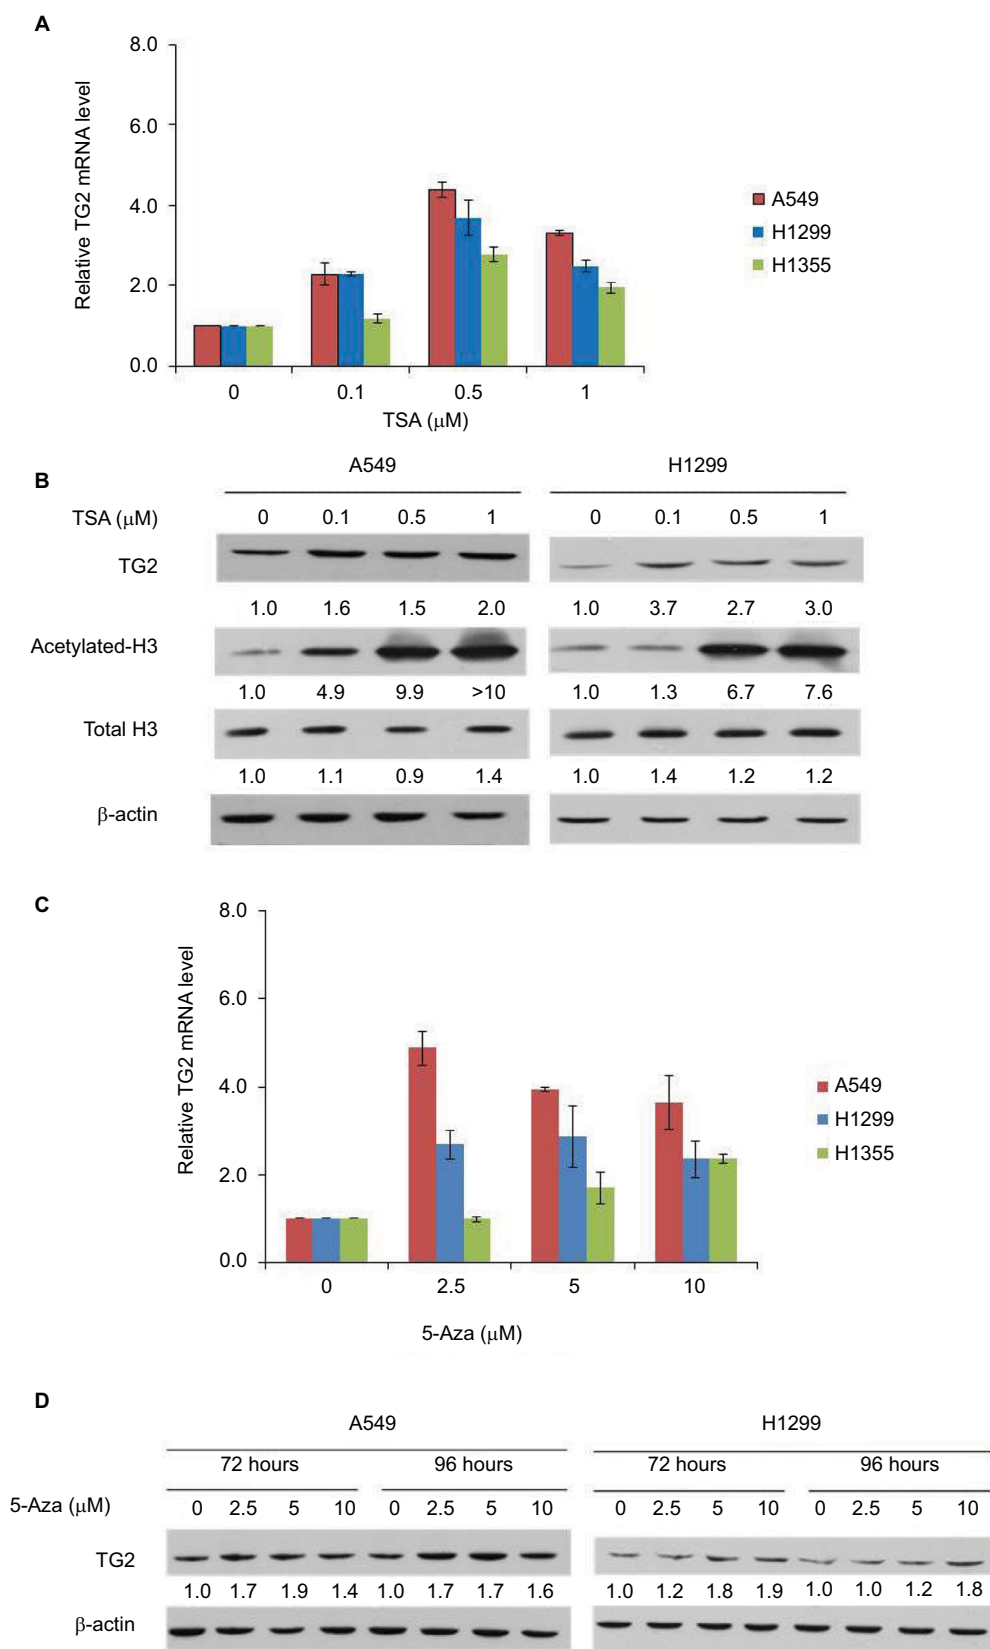 A
8.0
6.0
4.0
2.0
0.0
Relative TG2 mRNA level
0 0.1 0.5 1
TSA (μM)
A549
H1299
H1355
B
A549 H1299
TSA (μM) 0 0.1 0.5 1 0 0.1 0.5 1
TG2
1.0 1.6 1.5 2.0 1.0 3.7 2.7 3.0
Acetylated-H3
1.0 4.9 9.9 >10 1.0 1.3 6.7 7.6
Total H3
1.0 1.1 0.9 1.4 1.0 1.4 1.2 1.2
β-actin
C
8.0
6.0
4.0
2.0
0.0
Relative TG2 mRNA level
0 2.5 5 10
5-Aza (μM)
A549
H1299
H1355
D
A549 H1299
72 hours 96 hours 72 hours 96 hours
5-Aza (μM) 0 2.5 5 10 0 2.5 5 10 0 2.5 5 10 0 2.5 5 10
TG2
1.0 1.7 1.9 1.4 1.0 1.7 1.7 1.6 1.0 1.2 1.8 1.9 1.0 1.0 1.2 1.8
β-actin